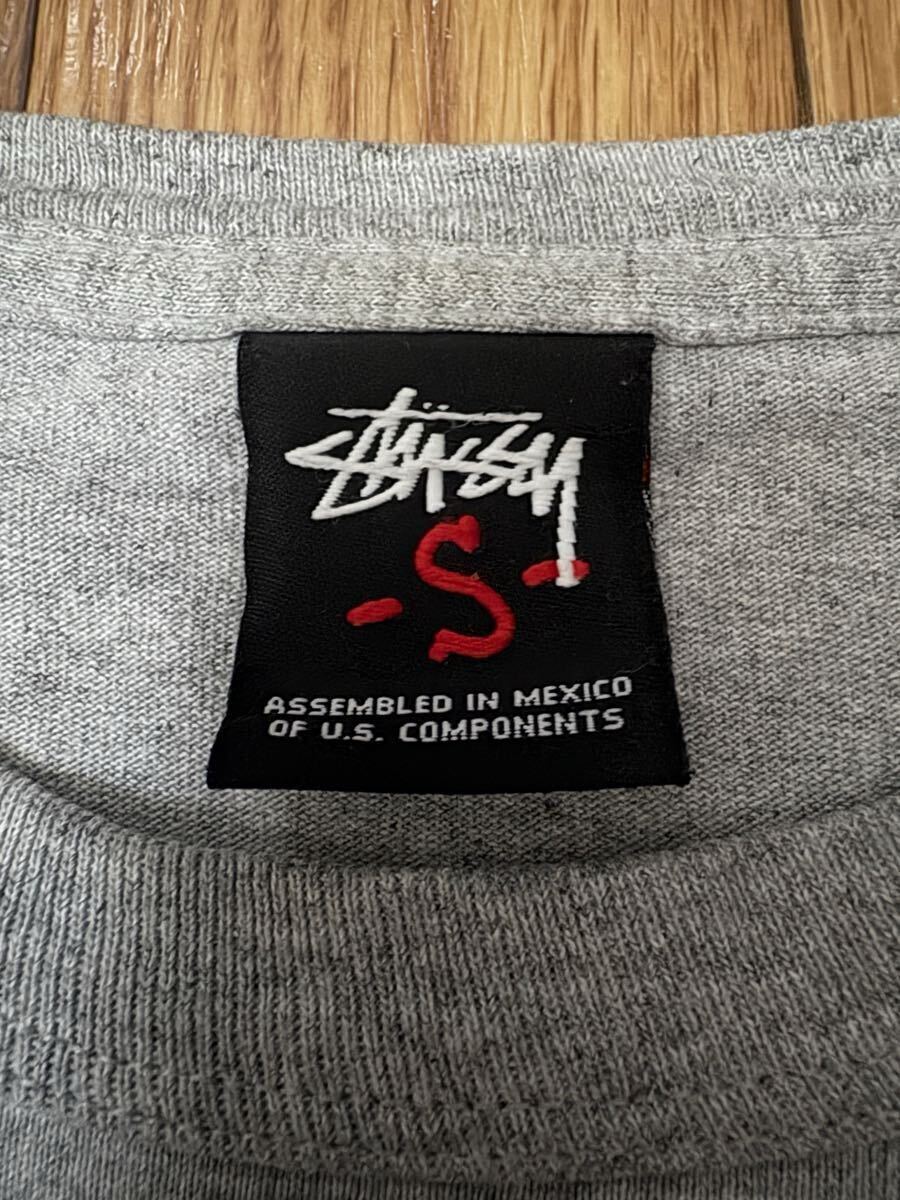 STÜSSY
-S-
ASSEMBLED IN MEXICO
OF U.S. COMPONENTS